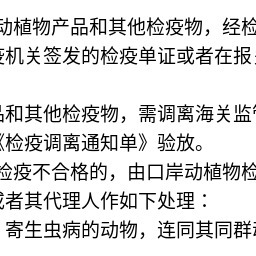 动植物产品和其他检疫物，经检
疫机关签发的检疫单证或者在报
品和其他检疫物，需调离海关监管
《检疫调离通知单》验放。
检疫不合格的，由口岸动植物检
或者其代理人作如下处理：
寄生虫病的动物，连同其同群动